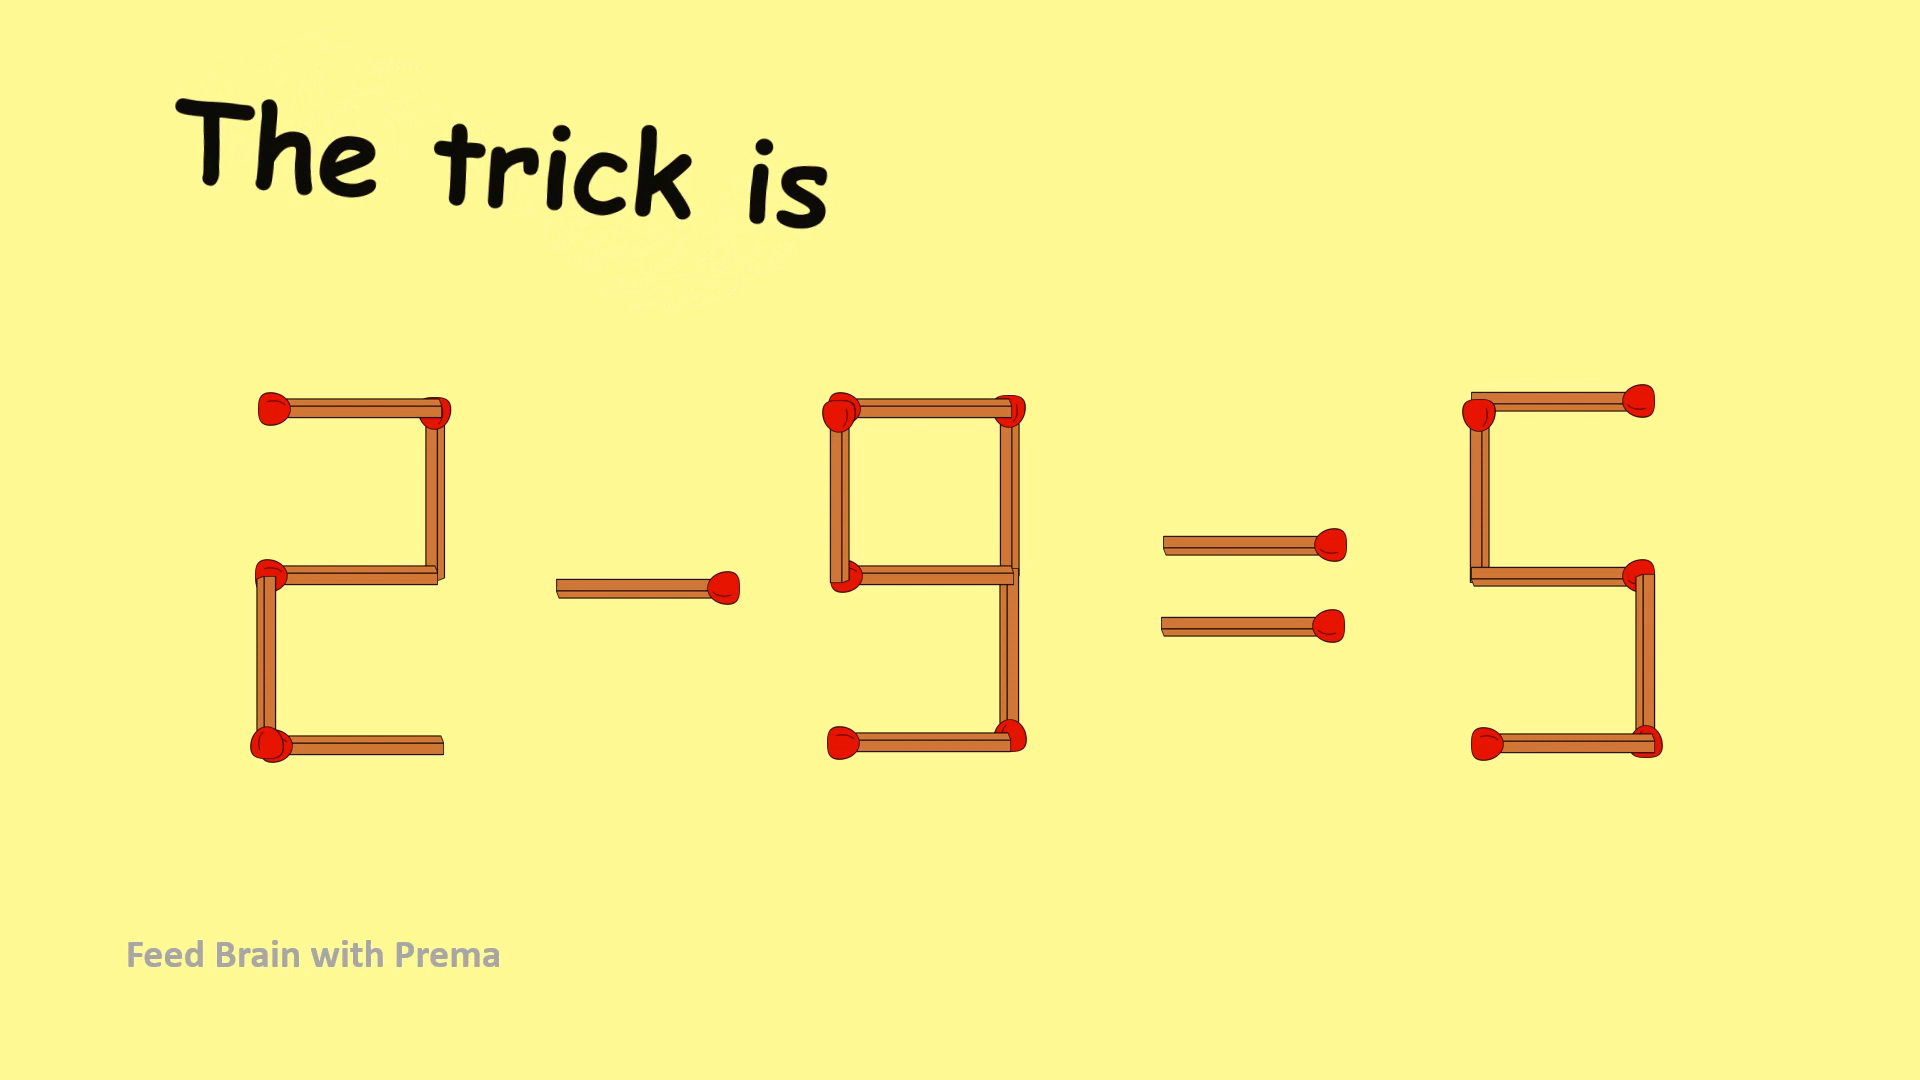 The trick is
2 - 9 = 5
Feed Brain with Prema